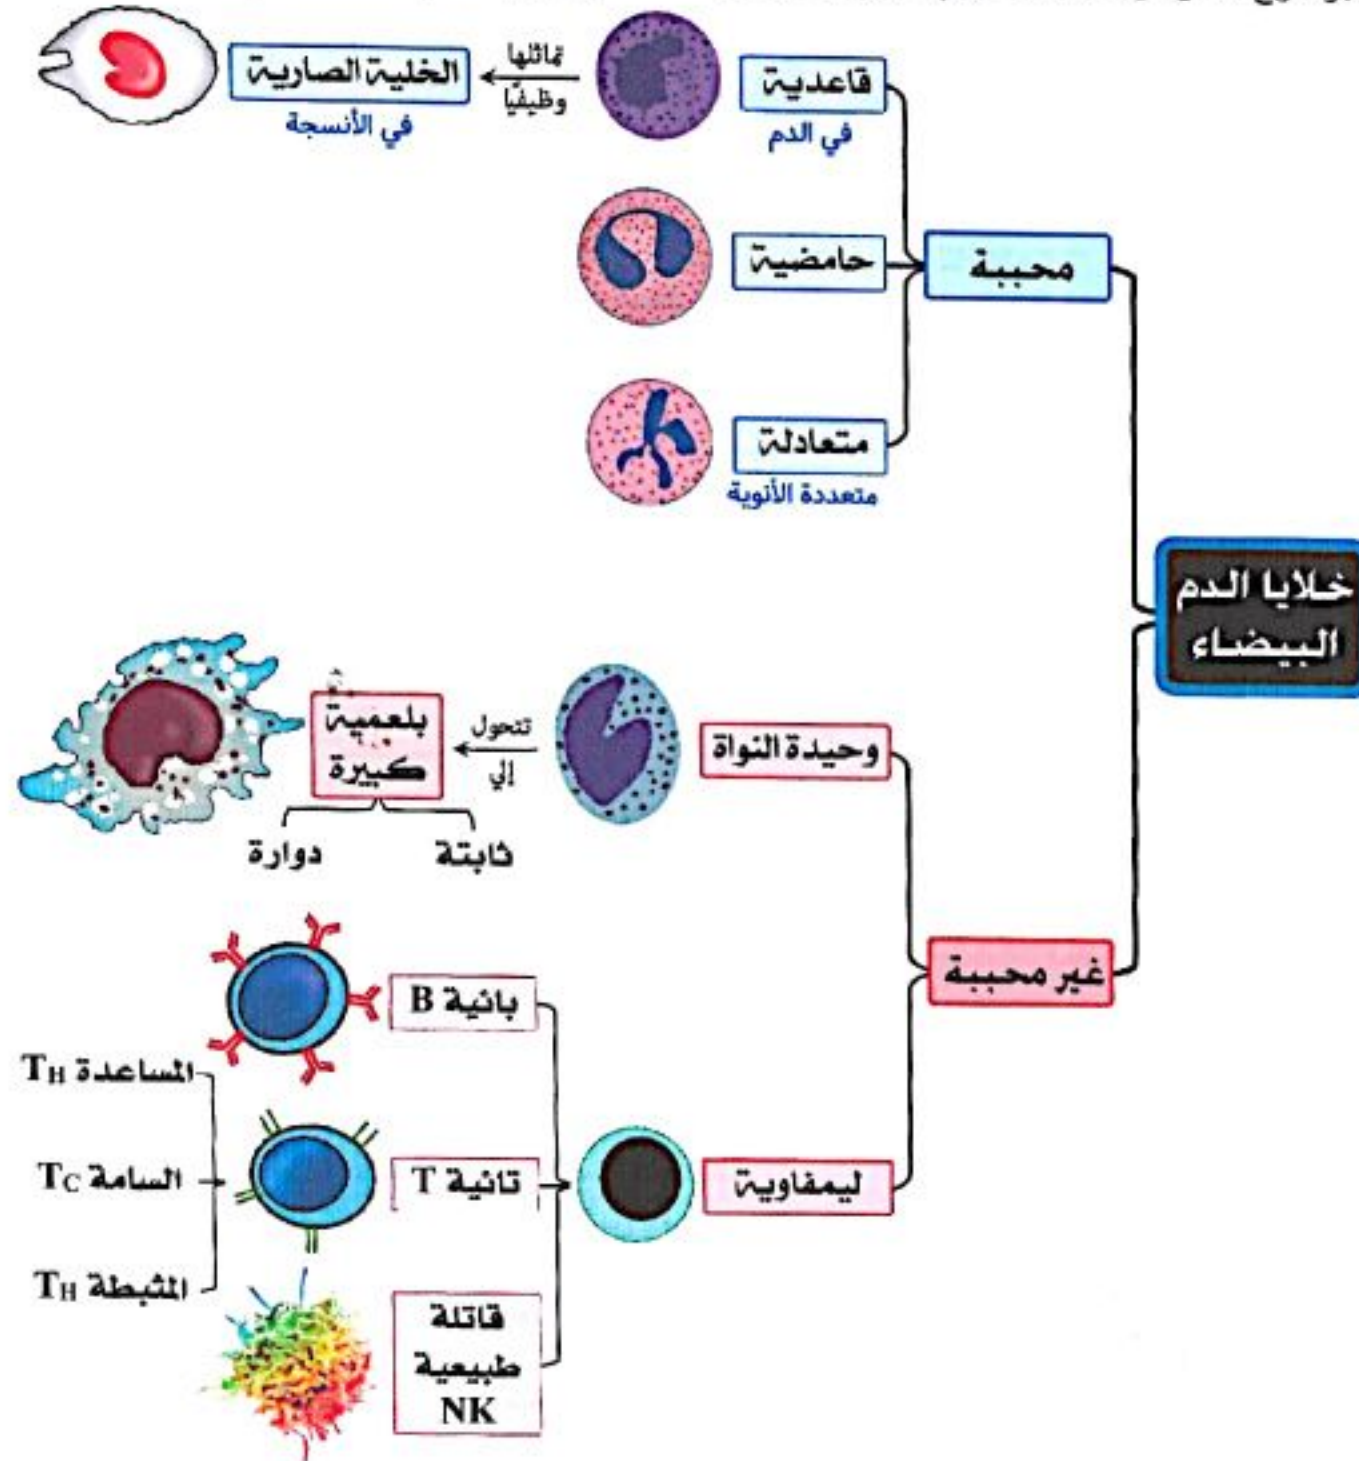 خلايا الدم
البيضاء
محببة
قاعدية
في الدم
تماثلها
وظيفيًا
الخلية الصارية
في الأنسجة
حامضية
متعادلة
متعددة الأنوية
غير محببة
وحيدة النواة
تتحول
إلي
بلعمية
كبيرة
ثابتة
دوارة
ليمفاوية
بائية B
تائية T
المساعدة TH
السامة TC
المثبطة TH
قاتلة
طبيعية
NK